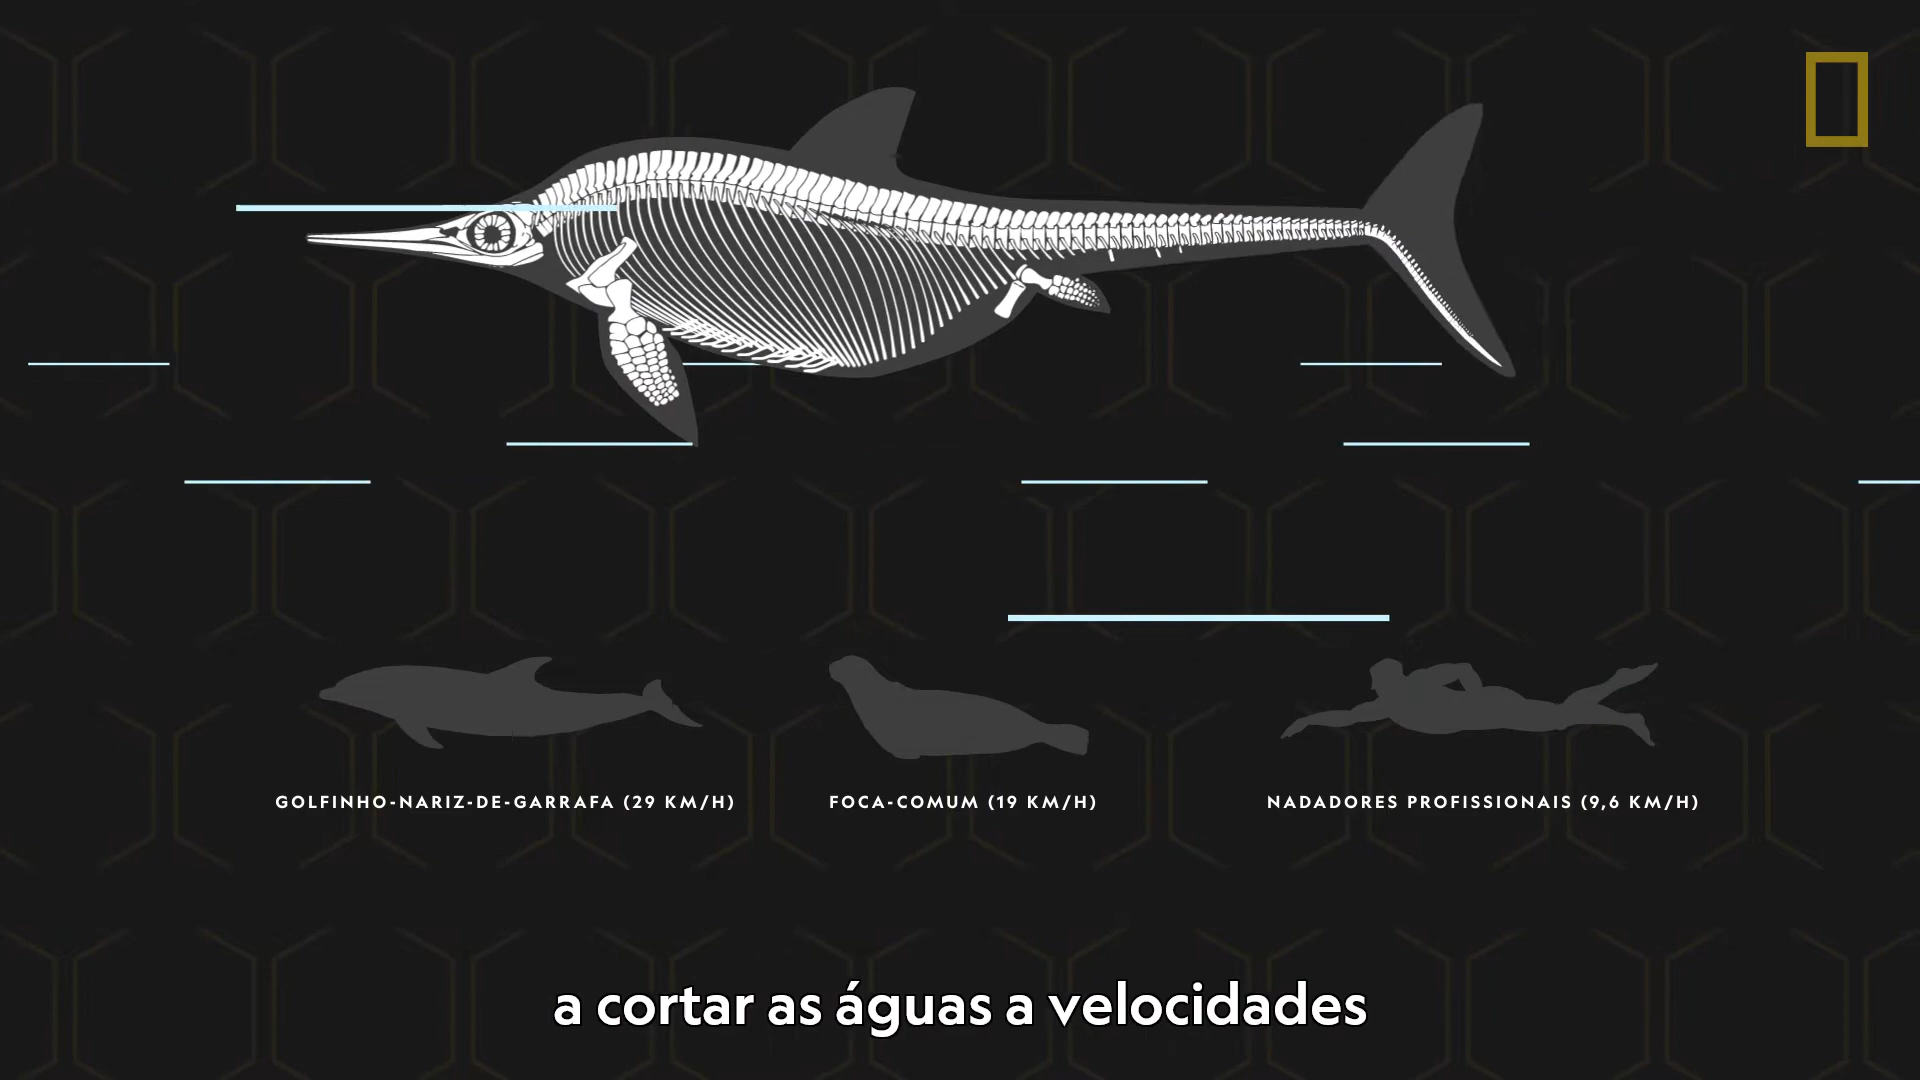 GOLFINHO-NARIZ-DE-GARRAFA (29 KM/H)
FOCA-COMUM (19 KM/H)
NADADORES PROFISSIONAIS (9,6 KM/H)
a cortar as águas a velocidades